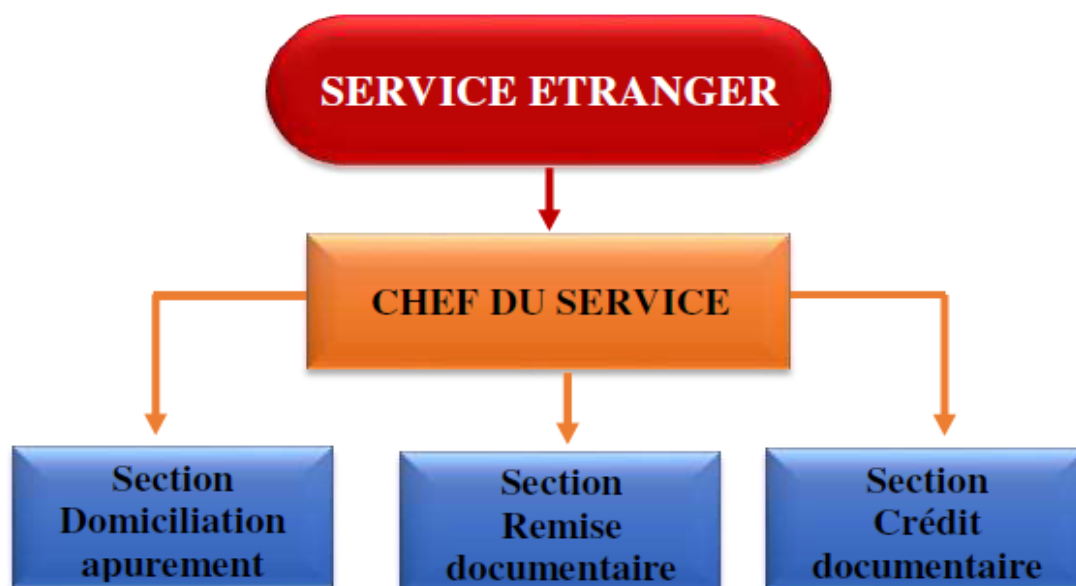 SERVICE ETRANGER
CHEF DU SERVICE
Section
Domiciliation
apurement
Section
Remise
documentaire
Section
Crédit
documentaire